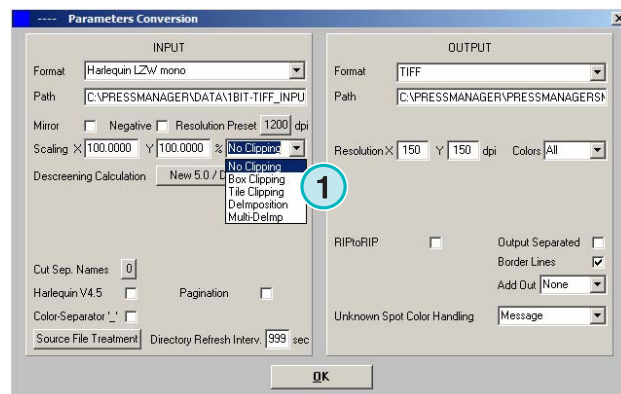 ---- Parameters Conversion
INPUT
Format Harlequin LZW mono
Path C:\PRESSMANAGER\DATA\1BIT-TIFF_INPU
Mirror Negative Resolution Preset 1200 dpi
Scaling X 100.0000 Y 100.0000 % No Clipping
No Clipping
Box Clipping
Tile Clipping
DeImposition
Multi-DeImp
1
Descreening Calculation New 5.0 / D
Cut Sep. Names 0
Harlequin V4.5 Pagination
Color-Separator '_'
Source File Treatment Directory Refresh Interv. 999 sec
OUTPUT
Format TIFF
Path C:\PRESSMANAGER\PRESSMANAGERSM
Resolution X 150 Y 150 dpi Colors All
RIPtoRIP Output Separated
Border Lines
Add Out None
Unknown Spot Color Handling Message
OK